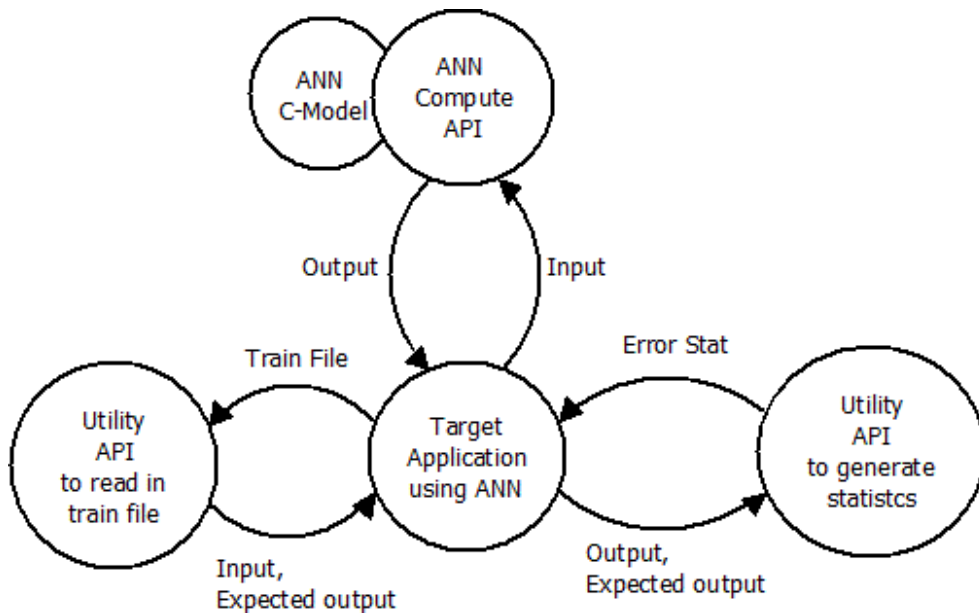 ANN
C-Model
ANN
Compute
API
Output
Input
Train File
Error Stat
Utility
API
to read in
train file
Target
Application
using ANN
Utility
API
to generate
statistcs
Input,
Expected output
Output,
Expected output